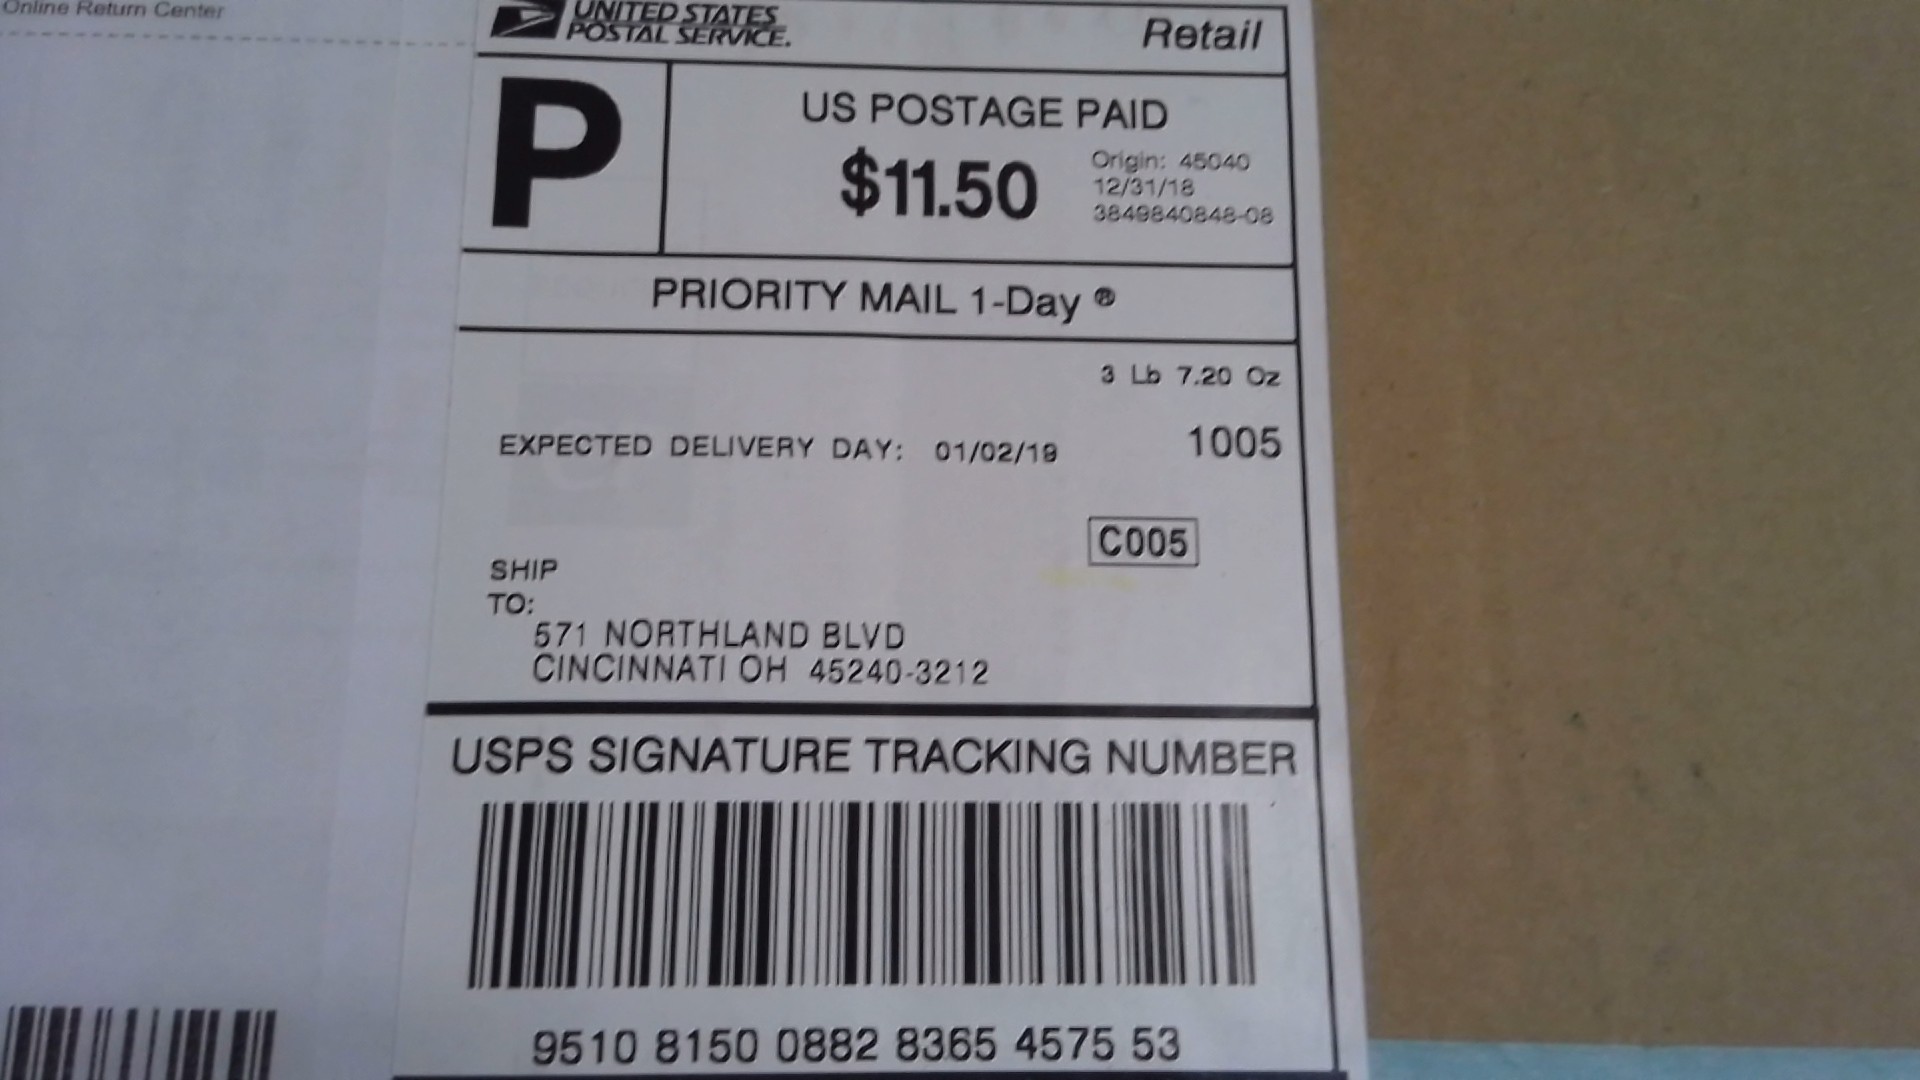 Online Return Center
UNITED STATES
POSTAL SERVICE.
Retail
P
US POSTAGE PAID
$11.50
Origin: 45040
12/31/18
3849840848-08
PRIORITY MAIL 1-Day ®
3 Lb 7.20 Oz
EXPECTED DELIVERY DAY: 01/02/19
1005
C005
SHIP
TO:
571 NORTHLAND BLVD
CINCINNATI OH 45240-3212
USPS SIGNATURE TRACKING NUMBER
9510 8150 0882 8365 4575 53